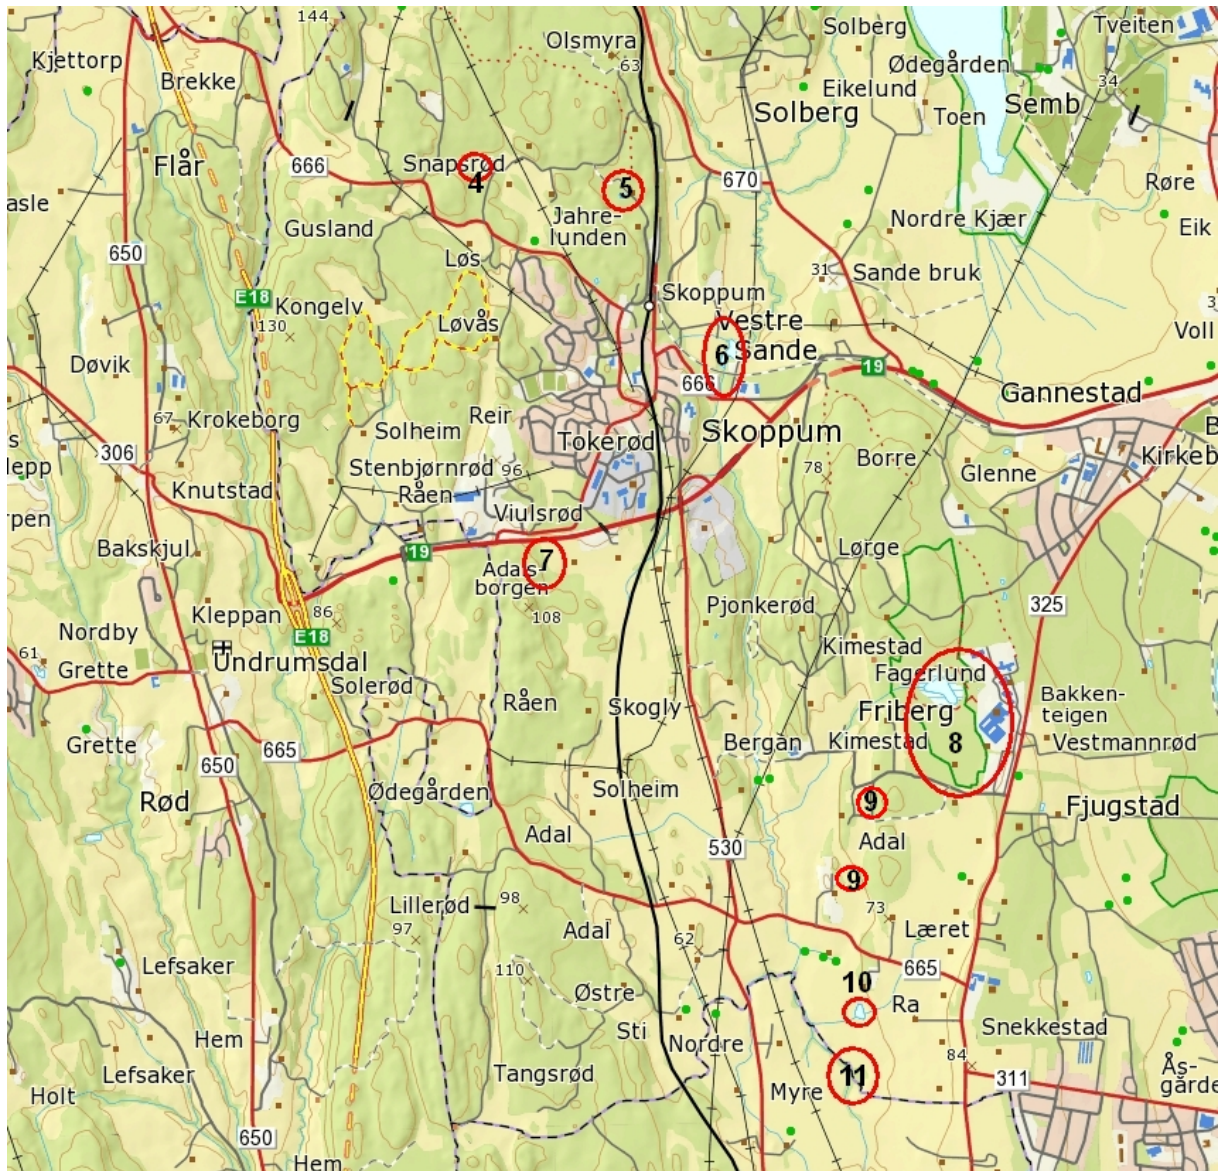 144
Olsmyra
63
Solberg
Tveiten
Kjettorp
Brekke
Ødegården
34
Eikelund
Semb
Solberg
Toen
Flår
666
Snapsrød
4
5
670
Røre
asle
Gusland
Jahre-
lunden
Nordre Kjær
Eik
650
Løs
31
Sande bruk
E18
Kongelv
Skoppum
130
Løvås
Vestre
Sande
6
Voll
Døvik
666
19
Gannestad
67
Krokeborg
Reir
Solheim
Tokerød
Skoppum
306
Stenbjørnrød
96
78
Borre
Glenne
Kirkeb
Knutstad
Råen
Viulsrød
Bakskjul
19
Adals
borgen
7
Lørge
86
108
Pjonkerød
325
Kleppan
E18
Nordby
61
Grette
Undrumsdal
Solerød
Kimestad
Fagerlund
Råen
Skogly
Friberg
Bakken-
teigen
Grette
665
Bergan
Kimestad
8
Vestmannrød
650
Rød
Ødegården
Solheim
9
Fjugstad
Adal
530
Adal
9
Lillerød
98
97
Adal
62
73
Læret
Lefsaker
110
665
Østre
10
Ra
Hem
Sti
Nordre
Snekkestad
Lefsaker
Tangsrød
84
311
Ås-
gårde
Holt
Myre
11
650
Hem